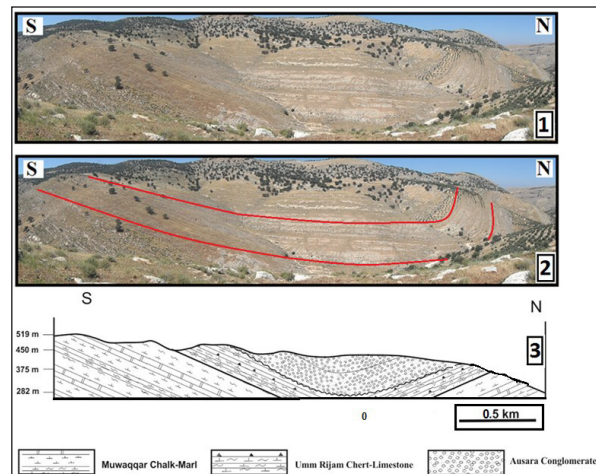 S N
1
S N
2
S N
3
519 m
450 m
375 m
282 m
0
0.5 km
Muwaqqar Chalk-Marl Umm Rijam Chert-Limestone Ausara Conglomerate